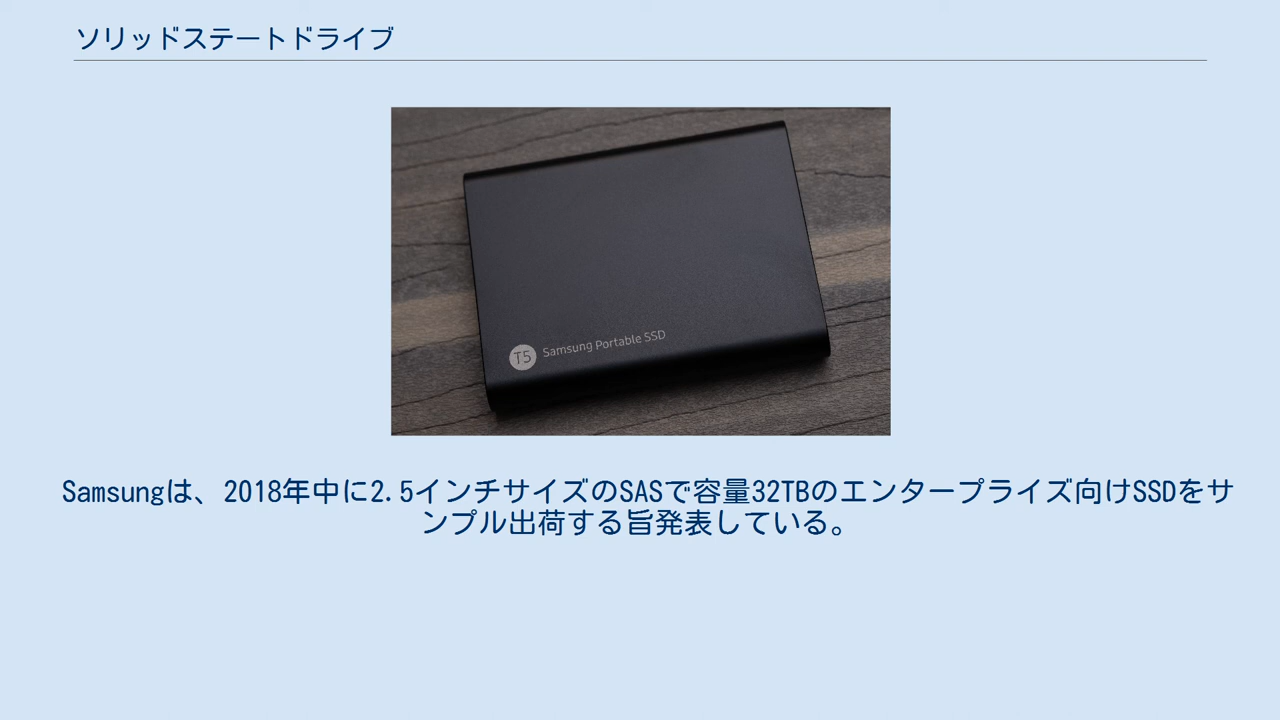 ソリッドステートドライブ
T5 Samsung Portable SSD
Samsungは、2018年中に2.5インチサイズのSASで容量32TBのエンタープライズ向けSSDをサ
ンプル出荷する旨発表している。